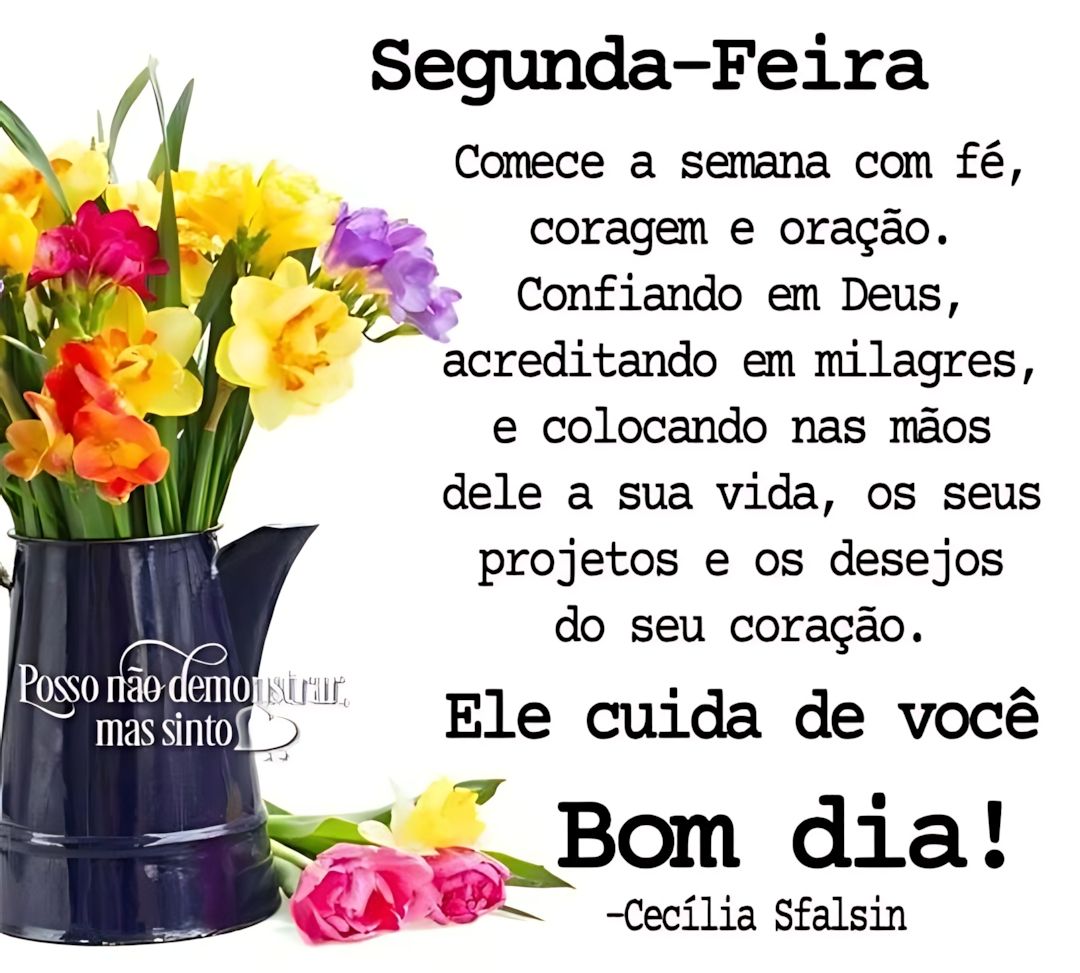 Segunda-Feira
Comece a semana com fé,
coragem e oração.
Confiando em Deus,
acreditando em milagres,
e colocando nas mãos
dele a sua vida, os seus
projetos e os desejos
do seu coração.
Ele cuida de você
Bom dia!
-Cecília Sfalsin
Posso não demonstrar,
mas sinto